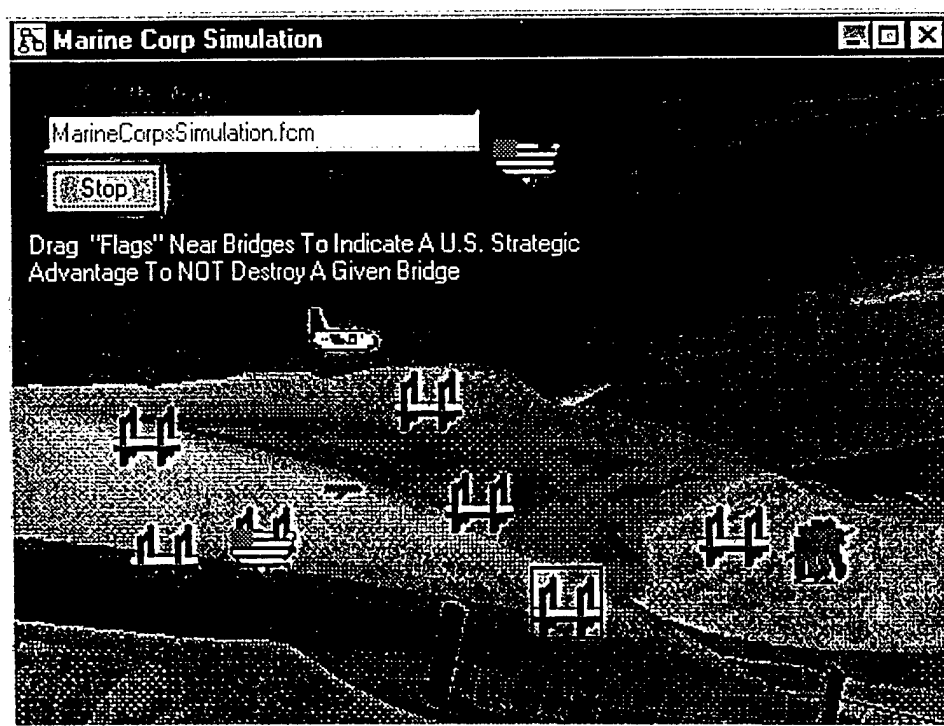 Marine Corp Simulation
MarineCorpsSimulation.fcm
Stop
Drag "Flags" Near Bridges To Indicate A U.S. Strategic
Advantage To NOT Destroy A Given Bridge